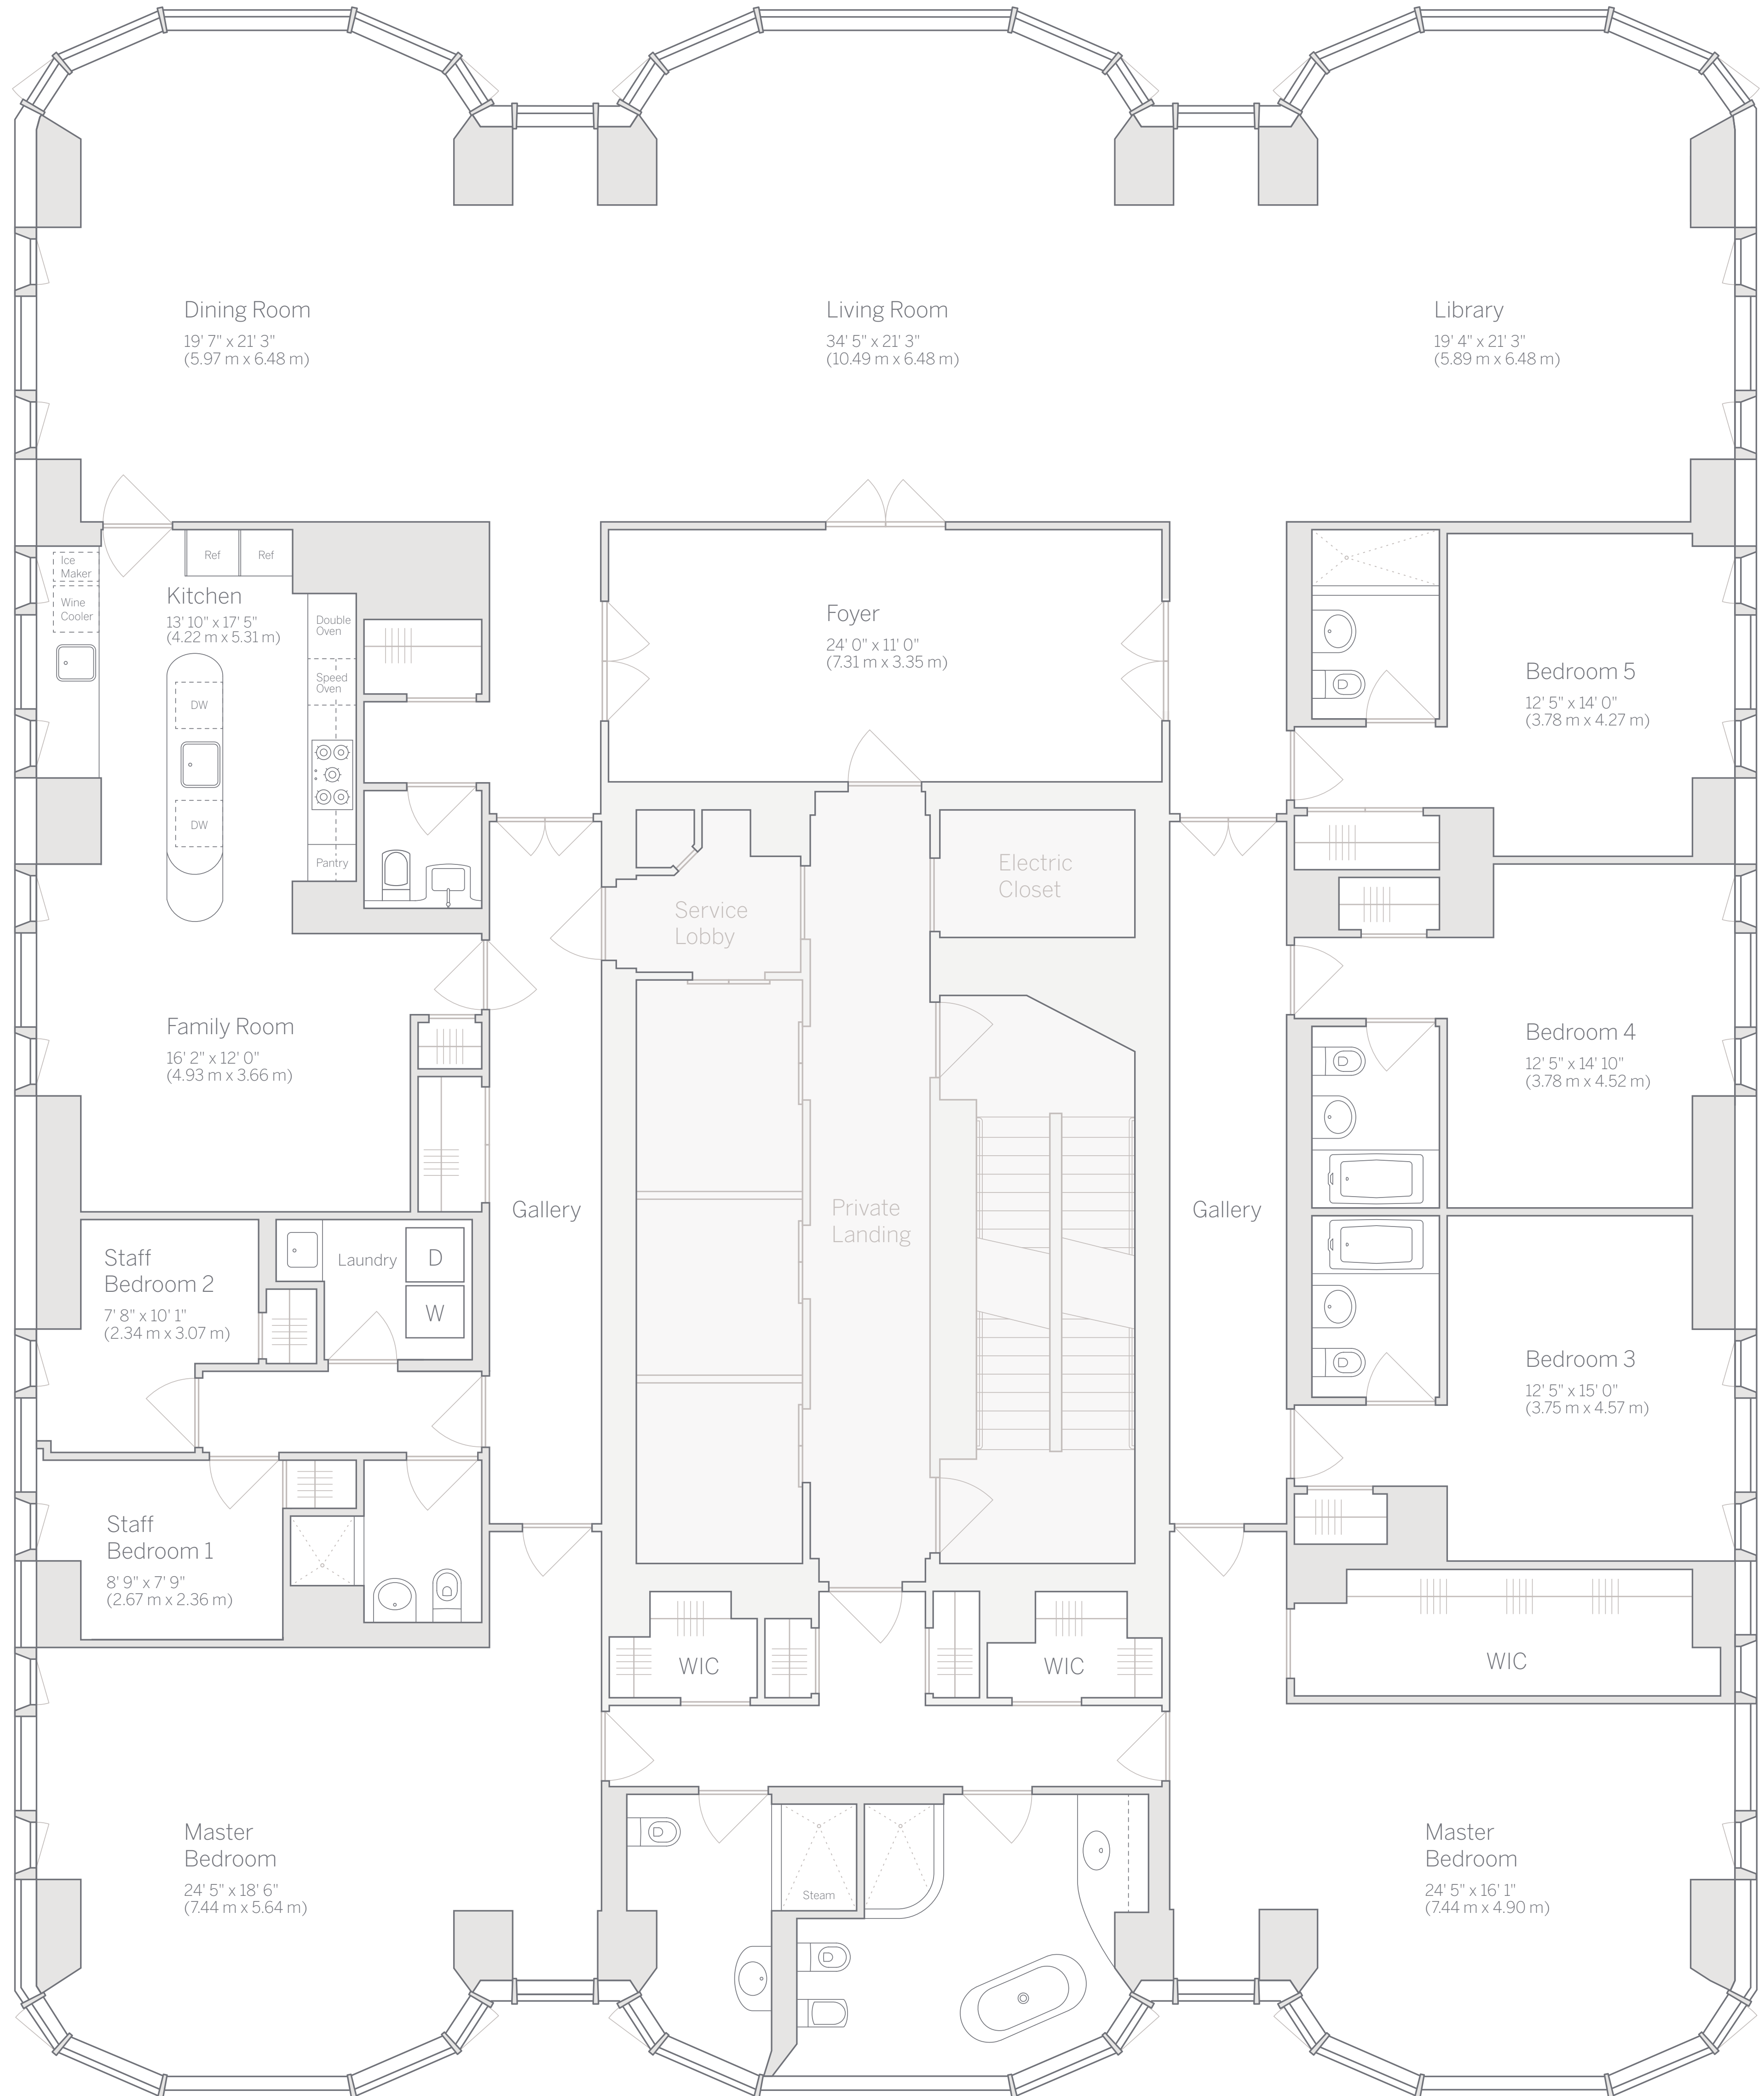 Dining Room
19' 7" x 21' 3"
(5.97 m x 6.48 m)
Living Room
34' 5" x 21' 3"
(10.49 m x 6.48 m)
Library
19' 4" x 21' 3"
(5.89 m x 6.48 m)
Ice
Maker
Wine
Cooler
Ref
Ref
Kitchen
13' 10" x 17' 5"
(4.22 m x 5.31 m)
Double
Oven
Speed
Oven
DW
DW
Pantry
Foyer
24' 0" x 11' 0"
(7.31 m x 3.35 m)
Bedroom 5
12' 5" x 14' 0"
(3.78 m x 4.27 m)
Service
Lobby
Electric
Closet
Family Room
16' 2" x 12' 0"
(4.93 m x 3.66 m)
Bedroom 4
12' 5" x 14' 10"
(3.78 m x 4.52 m)
Gallery
Private
Landing
Gallery
Staff
Bedroom 2
7' 8" x 10' 1"
(2.34 m x 3.07 m)
Laundry
D
W
Bedroom 3
12' 5" x 15' 0"
(3.75 m x 4.57 m)
Staff
Bedroom 1
8' 9" x 7' 9"
(2.67 m x 2.36 m)
WIC
WIC
WIC
Master
Bedroom
24' 5" x 18' 6"
(7.44 m x 5.64 m)
Steam
Master
Bedroom
24' 5" x 16' 1"
(7.44 m x 4.90 m)